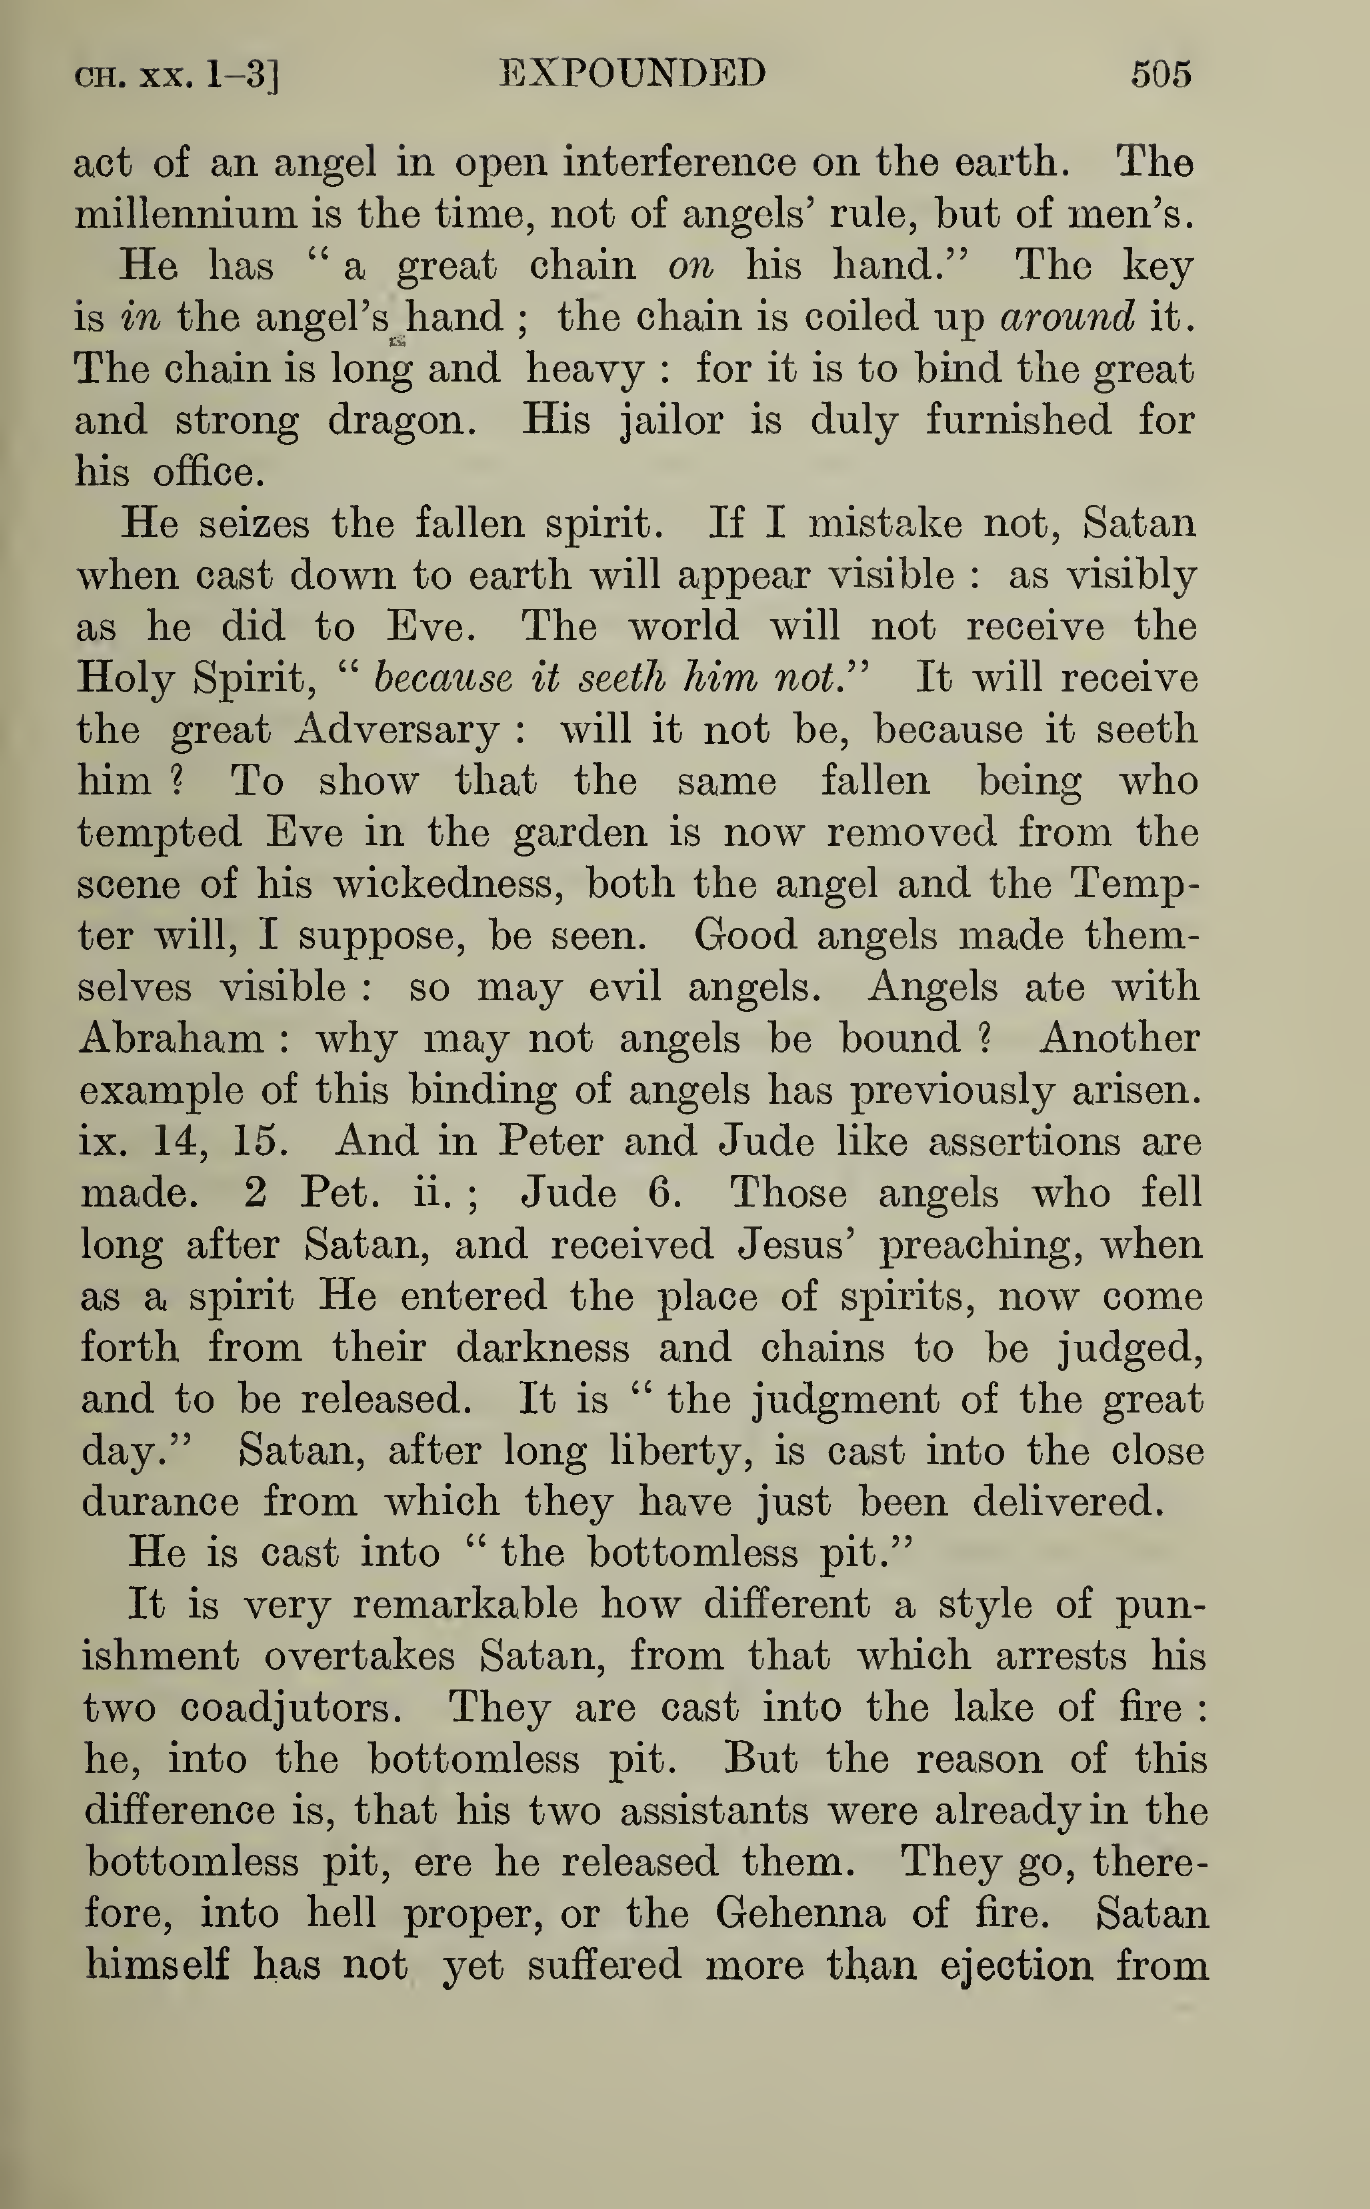 CH. XX. 1–3] EXPOUNDED 505
act of an angel in open interference on the earth. The
millennium is the time, not of angels’ rule, but of men’s.
He has “ a great chain on his hand.” The key
is in the angel’s hand ; the chain is coiled up around it.
The chain is long and heavy : for it is to bind the great
and strong dragon. His jailor is duly furnished for
his office.
He seizes the fallen spirit. If I mistake not, Satan
when cast down to earth will appear visible : as visibly
as he did to Eve. The world will not receive the
Holy Spirit, “ because it seeth him not.” It will receive
the great Adversary : will it not be, because it seeth
him ? To show that the same fallen being who
tempted Eve in the garden is now removed from the
scene of his wickedness, both the angel and the Temp-
ter will, I suppose, be seen. Good angels made them-
selves visible : so may evil angels. Angels ate with
Abraham : why may not angels be bound ? Another
example of this binding of angels has previously arisen.
ix. 14, 15. And in Peter and Jude like assertions are
made. 2 Pet. ii. ; Jude 6. Those angels who fell
long after Satan, and received Jesus’ preaching, when
as a spirit He entered the place of spirits, now come
forth from their darkness and chains to be judged,
and to be released. It is “ the judgment of the great
day.” Satan, after long liberty, is cast into the close
durance from which they have just been delivered.
He is cast into “ the bottomless pit.”
It is very remarkable how different a style of pun-
ishment overtakes Satan, from that which arrests his
two coadjutors. They are cast into the lake of fire :
he, into the bottomless pit. But the reason of this
difference is, that his two assistants were already in the
bottomless pit, ere he released them. They go, there-
fore, into hell proper, or the Gehenna of fire. Satan
himself has not yet suffered more than ejection from